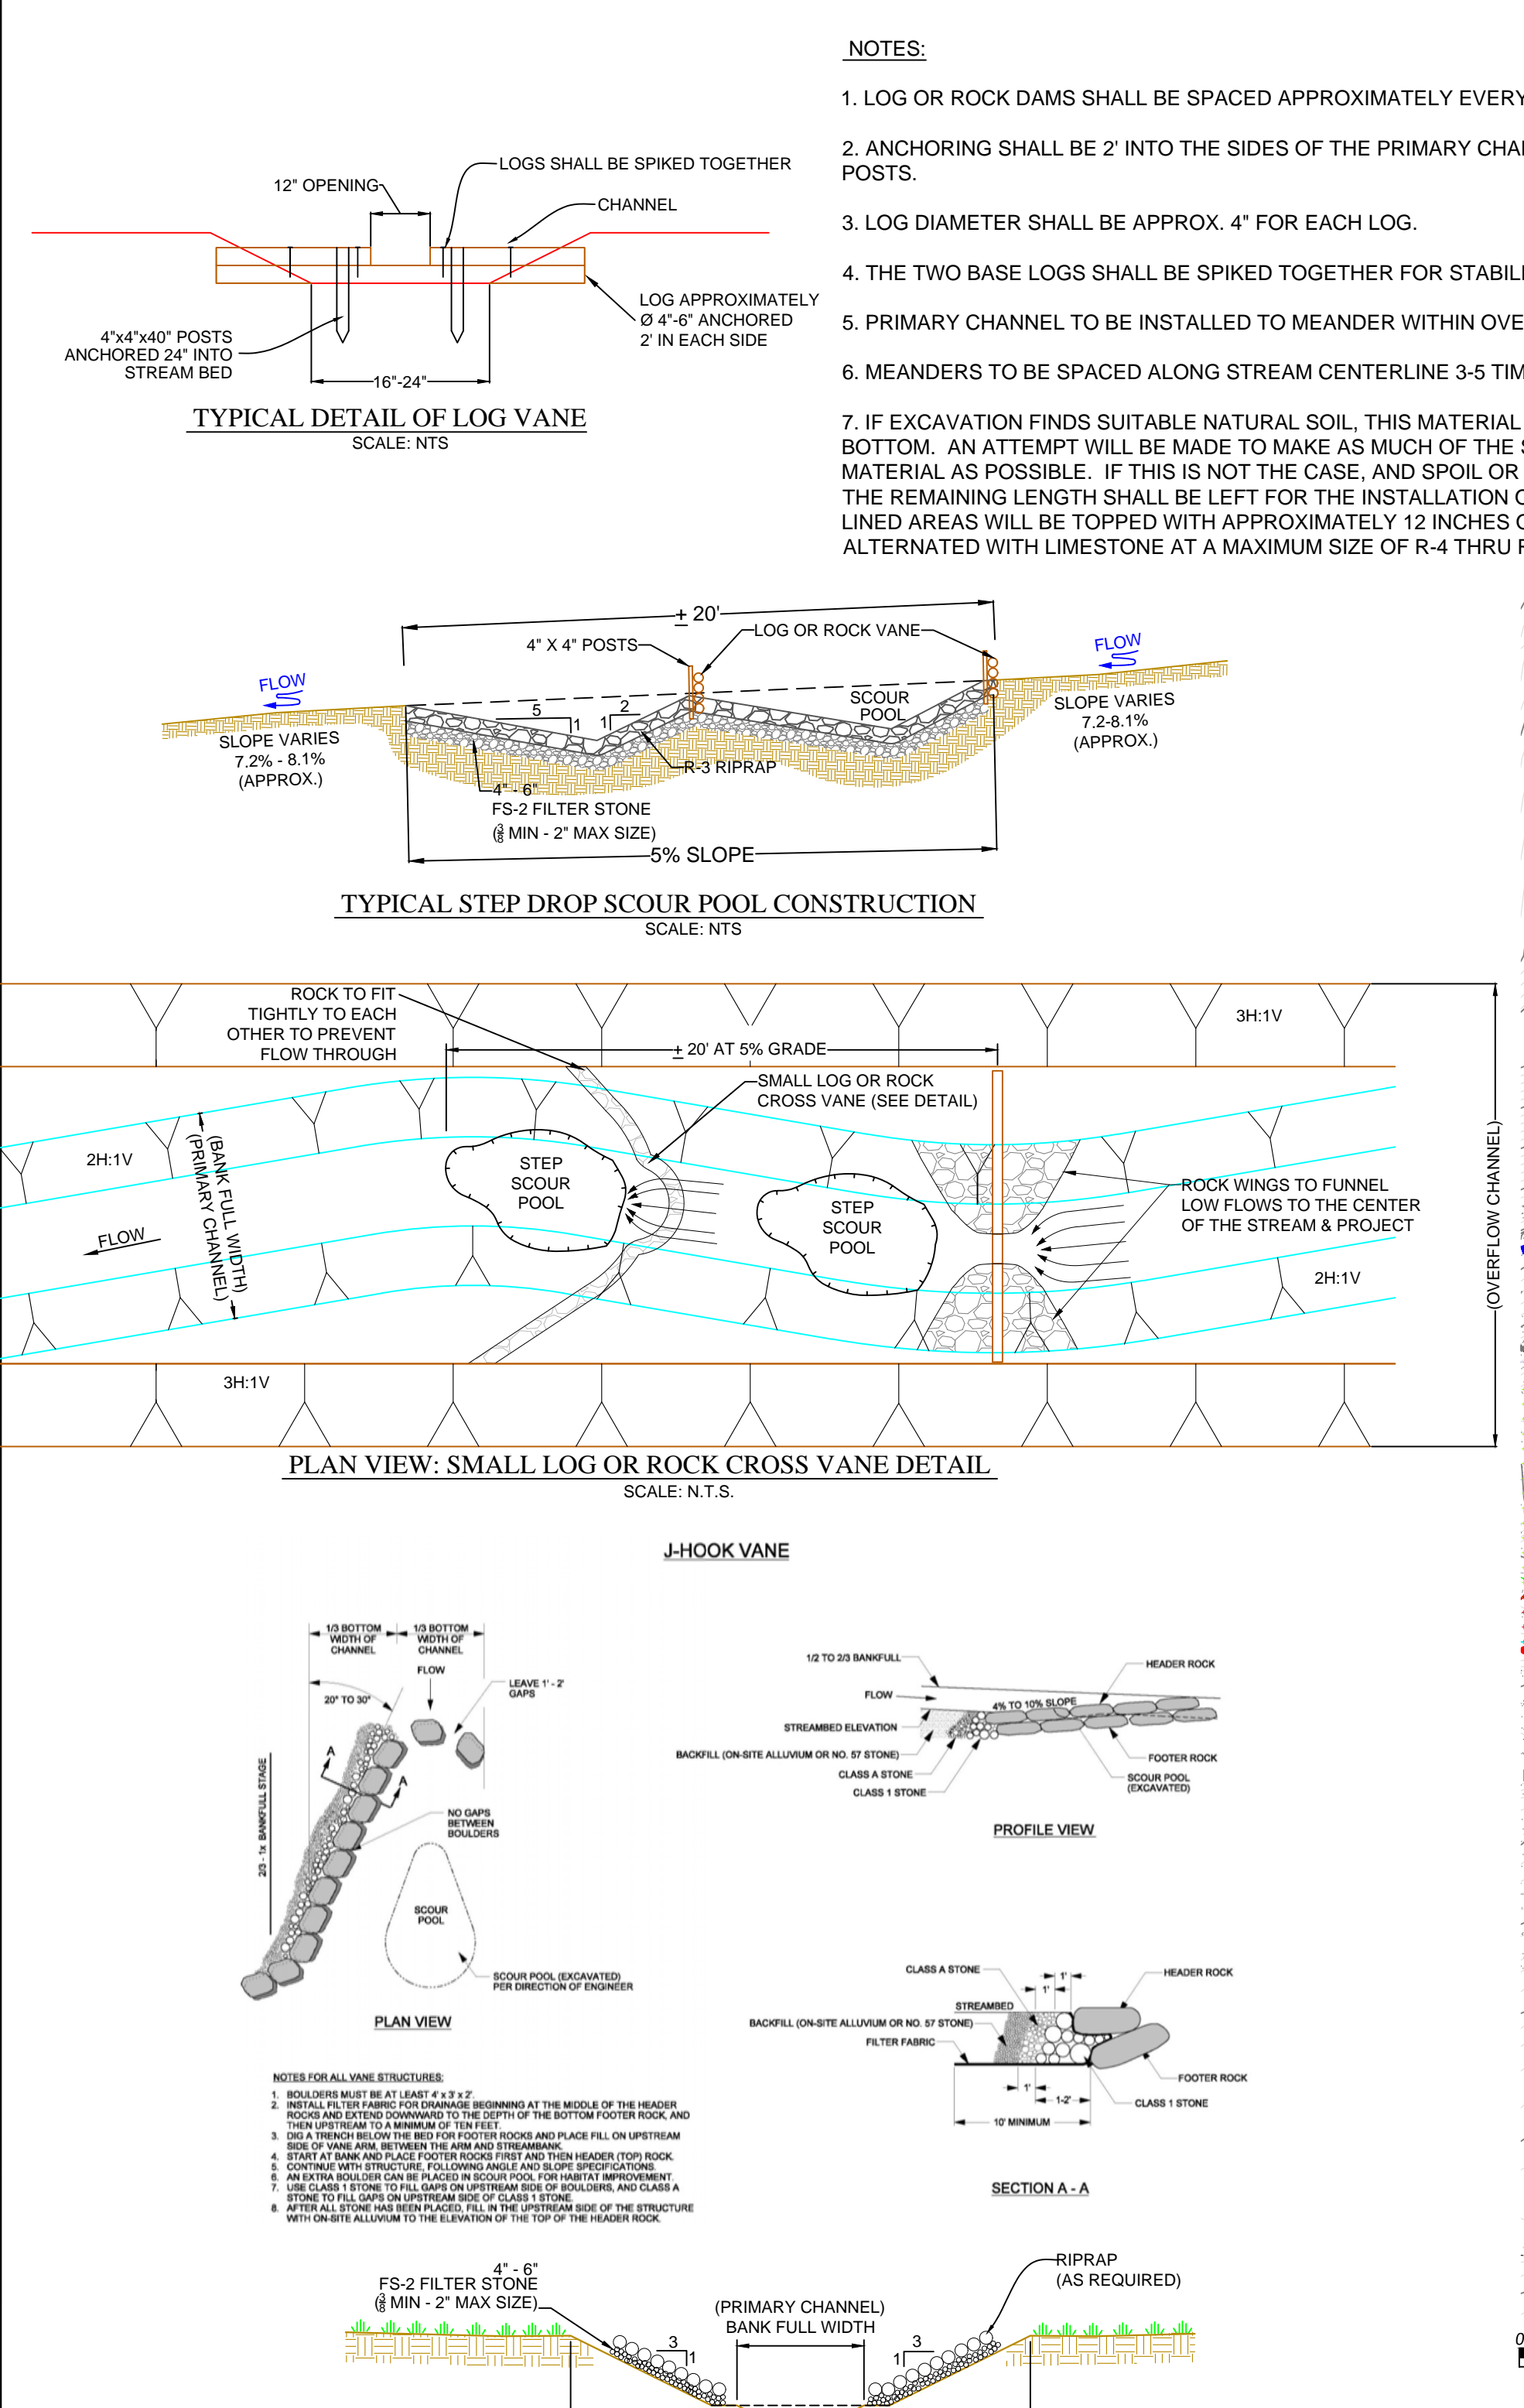 NOTES:
1. LOG OR ROCK DAMS SHALL BE SPACED APPROXIMATELY EVERY
2. ANCHORING SHALL BE 2' INTO THE SIDES OF THE PRIMARY
POSTS.
3. LOG DIAMETER SHALL BE APPROX. 4" FOR EACH LOG.
4. THE TWO BASE LOGS SHALL BE SPIKED TOGETHER FOR
5. PRIMARY CHANNEL TO BE INSTALLED TO MEANDER WITHIN
6. MEANDERS TO BE SPACED ALONG STREAM CENTERLINE 3-5
7. IF EXCAVATION FINDS SUITABLE NATURAL SOIL, THIS MATERIAL
BOTTOM. AN ATTEMPT WILL BE MADE TO MAKE AS MUCH OF THE
MATERIAL AS POSSIBLE. IF THIS IS NOT THE CASE, AND SPOIL OR
THE REMAINING LENGTH SHALL BE LEFT FOR THE INSTALLATION
LINED AREAS WILL BE TOPPED WITH APPROXIMATELY 12 INCHES
ALTERNATED WITH LIMESTONE AT A MAXIMUM SIZE OF R-4 THRU
LOGS SHALL BE SPIKED TOGETHER
12" OPENING
CHANNEL
LOG APPROXIMATELY
Ø 4"-6" ANCHORED
2' IN EACH SIDE
4"x4"x40" POSTS
ANCHORED 24" INTO
STREAM BED
16"-24"
TYPICAL DETAIL OF LOG VANE
SCALE: NTS
± 20'
4" X 4" POSTS
LOG OR ROCK VANE
FLOW
FLOW
SCOUR
POOL
5
1
1
2
SLOPE VARIES
7.2-8.1%
(APPROX.)
SLOPE VARIES
7.2% - 8.1%
(APPROX.)
R-3 RIPRAP
4" - 6"
FS-2 FILTER STONE
(3/8 MIN - 2" MAX SIZE)
5% SLOPE
TYPICAL STEP DROP SCOUR POOL CONSTRUCTION
SCALE: NTS
ROCK TO FIT
TIGHTLY TO EACH
OTHER TO PREVENT
FLOW THROUGH
3H:1V
± 20' AT 5% GRADE
SMALL LOG OR ROCK
CROSS VANE (SEE DETAIL)
2H:1V
(BANK FULL WIDTH)
(PRIMARY CHANNEL)
STEP
SCOUR
POOL
STEP
SCOUR
POOL
ROCK WINGS TO FUNNEL
LOW FLOWS TO THE CENTER
OF THE STREAM & PROJECT
(OVERFLOW CHANNEL)
FLOW
2H:1V
3H:1V
PLAN VIEW: SMALL LOG OR ROCK CROSS VANE DETAIL
SCALE: N.T.S.
J-HOOK VANE
1/3 BOTTOM
WIDTH OF
CHANNEL
1/3 BOTTOM
WIDTH OF
CHANNEL
FLOW
LEAVE 1' - 2'
GAPS
20° TO 30°
A
A
2/3 - 1x BANKFULL STAGE
NO GAPS
BETWEEN
BOULDERS
SCOUR
POOL
SCOUR POOL (EXCAVATED)
PER DIRECTION OF ENGINEER
PLAN VIEW
1/2 TO 2/3 BANKFULL
HEADER ROCK
FLOW
4% TO 10% SLOPE
STREAMBED ELEVATION
BACKFILL (ON-SITE ALLUVIUM OR NO. 57 STONE)
CLASS A STONE
CLASS 1 STONE
FOOTER ROCK
SCOUR POOL
(EXCAVATED)
PROFILE VIEW
CLASS A STONE
1'
1'
HEADER ROCK
STREAMBED
BACKFILL (ON-SITE ALLUVIUM OR NO. 57 STONE)
FILTER FABRIC
FOOTER ROCK
1'
1-2'
CLASS 1 STONE
10' MINIMUM
SECTION A - A
NOTES FOR ALL VANE STRUCTURES:
1. BOULDERS MUST BE AT LEAST 4' x 3' x 2'.
2. INSTALL FILTER FABRIC FOR DRAINAGE BEGINNING AT THE MIDDLE OF THE HEADER
ROCKS AND EXTEND DOWNWARD TO THE DEPTH OF THE BOTTOM FOOTER ROCK, AND
THEN UPSTREAM TO A MINIMUM OF TEN FEET.
3. DIG A TRENCH BELOW THE BED FOR FOOTER ROCKS AND PLACE FILL ON UPSTREAM
SIDE OF VANE ARM, BETWEEN THE ARM AND STREAMBANK.
4. START AT BANK AND PLACE FOOTER ROCKS FIRST AND THEN HEADER (TOP) ROCK.
5. CONTINUE WITH STRUCTURE, FOLLOWING ANGLE AND SLOPE SPECIFICATIONS.
6. AN EXTRA BOULDER CAN BE PLACED IN SCOUR POOL FOR HABITAT IMPROVEMENT.
7. USE CLASS 1 STONE TO FILL GAPS ON UPSTREAM SIDE OF BOULDERS, AND CLASS A
STONE TO FILL GAPS ON UPSTREAM SIDE OF CLASS 1 STONE.
8. AFTER ALL STONE HAS BEEN PLACED, FILL IN THE UPSTREAM SIDE OF THE STRUCTURE
WITH ON-SITE ALLUVIUM TO THE ELEVATION OF THE TOP OF THE HEADER ROCK.
4" - 6"
FS-2 FILTER STONE
(3/8 MIN - 2" MAX SIZE)
RIPRAP
(AS REQUIRED)
(PRIMARY CHANNEL)
BANK FULL WIDTH
3
1
3
1